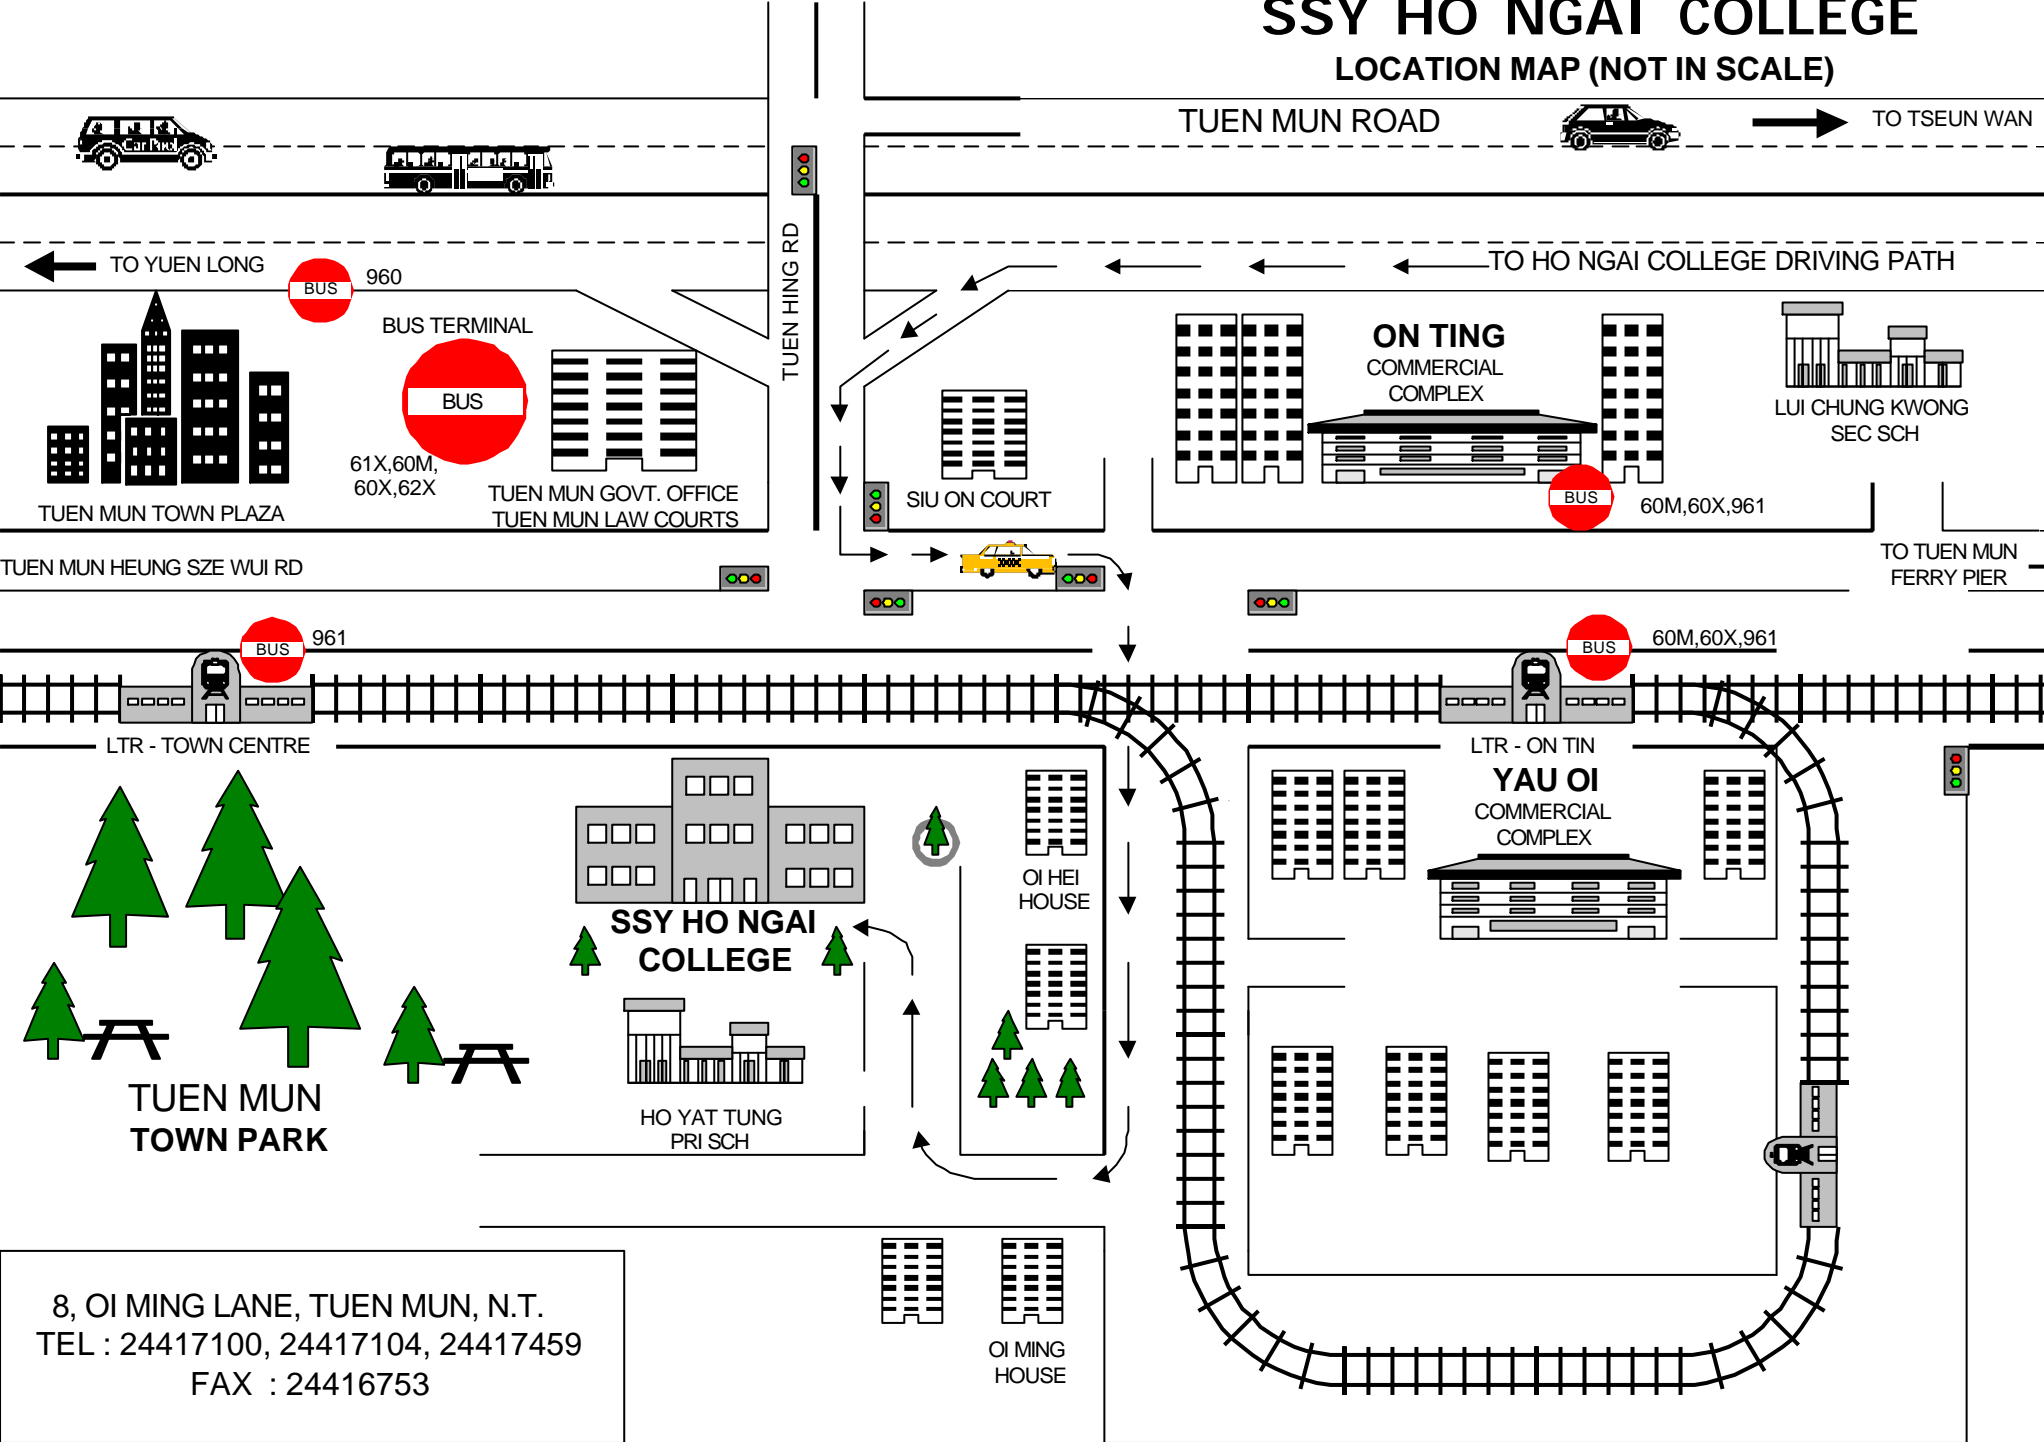 SSY HO NGAI COLLEGE
LOCATION MAP (NOT IN SCALE)
TUEN MUN ROAD
TO TSEUN WAN
Car Pool
TUEN HING RD
TO YUEN LONG
BUS
960
TO HO NGAI COLLEGE DRIVING PATH
BUS TERMINAL
BUS
61X,60M,
60X,62X
TUEN MUN TOWN PLAZA
TUEN MUN GOVT. OFFICE
TUEN MUN LAW COURTS
SIU ON COURT
ON TING
COMMERCIAL
COMPLEX
BUS
60M,60X,961
LUI CHUNG KWONG
SEC SCH
TUEN MUN HEUNG SZE WUI RD
TO TUEN MUN
FERRY PIER
BUS
961
BUS
60M,60X,961
LTR - TOWN CENTRE
LTR - ON TIN
YAU OI
COMMERCIAL
COMPLEX
OI HEI
HOUSE
SSY HO NGAI
COLLEGE
HO YAT TUNG
PRI SCH
TUEN MUN
TOWN PARK
OI MING
HOUSE
8, OI MING LANE, TUEN MUN, N.T.
TEL : 24417100, 24417104, 24417459
FAX : 24416753